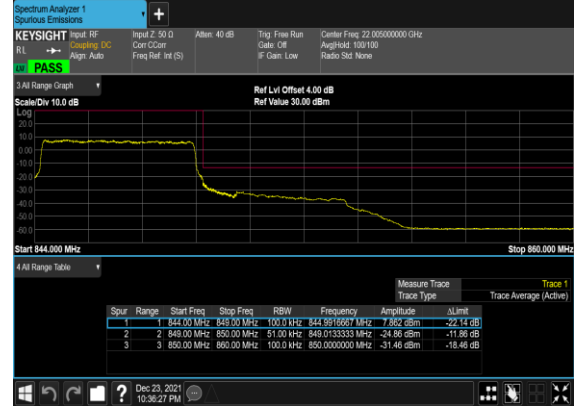 Spectrum Analyzer 1
Spurious Emissions
+
KEYSIGHT Input: RF
RL
Coupling: DC
Align: Auto
Input Z: 50 Ω
Corr CCorr
Freq Ref: Int (S)
Atten: 40 dB
Trig: Free Run
Gate: Off
IF Gain: Low
Center Freq: 22.005000000 GHz
Avg|Hold: 100/100
Radio Std: None
PASS
3 All Range Graph
Ref Lvl Offset 4.00 dB
Scale/Div 10.0 dB
Ref Value 30.00 dBm
Log
20.0
10.0
0.00
-10.0
-20.0
-30.0
-40.0
-50.0
-60.0
Start 844.000 MHz
Stop 860.000 MHz
4 All Range Table
Measure Trace Trace 1
Trace Type Trace Average (Active)
Spur Range Start Freq Stop Freq RBW Frequency Amplitude ΔLimit
1 1 844.00 MHz 849.00 MHz 100.0 kHz 844.9916667 MHz 7.862 dBm -22.14 dB
2 2 849.00 MHz 850.00 MHz 51.00 kHz 849.0133333 MHz -24.86 dBm -11.86 dB
3 3 850.00 MHz 860.00 MHz 100.0 kHz 850.0000000 MHz -31.46 dBm -18.46 dB
?
Dec 23, 2021
10:36:27 PM